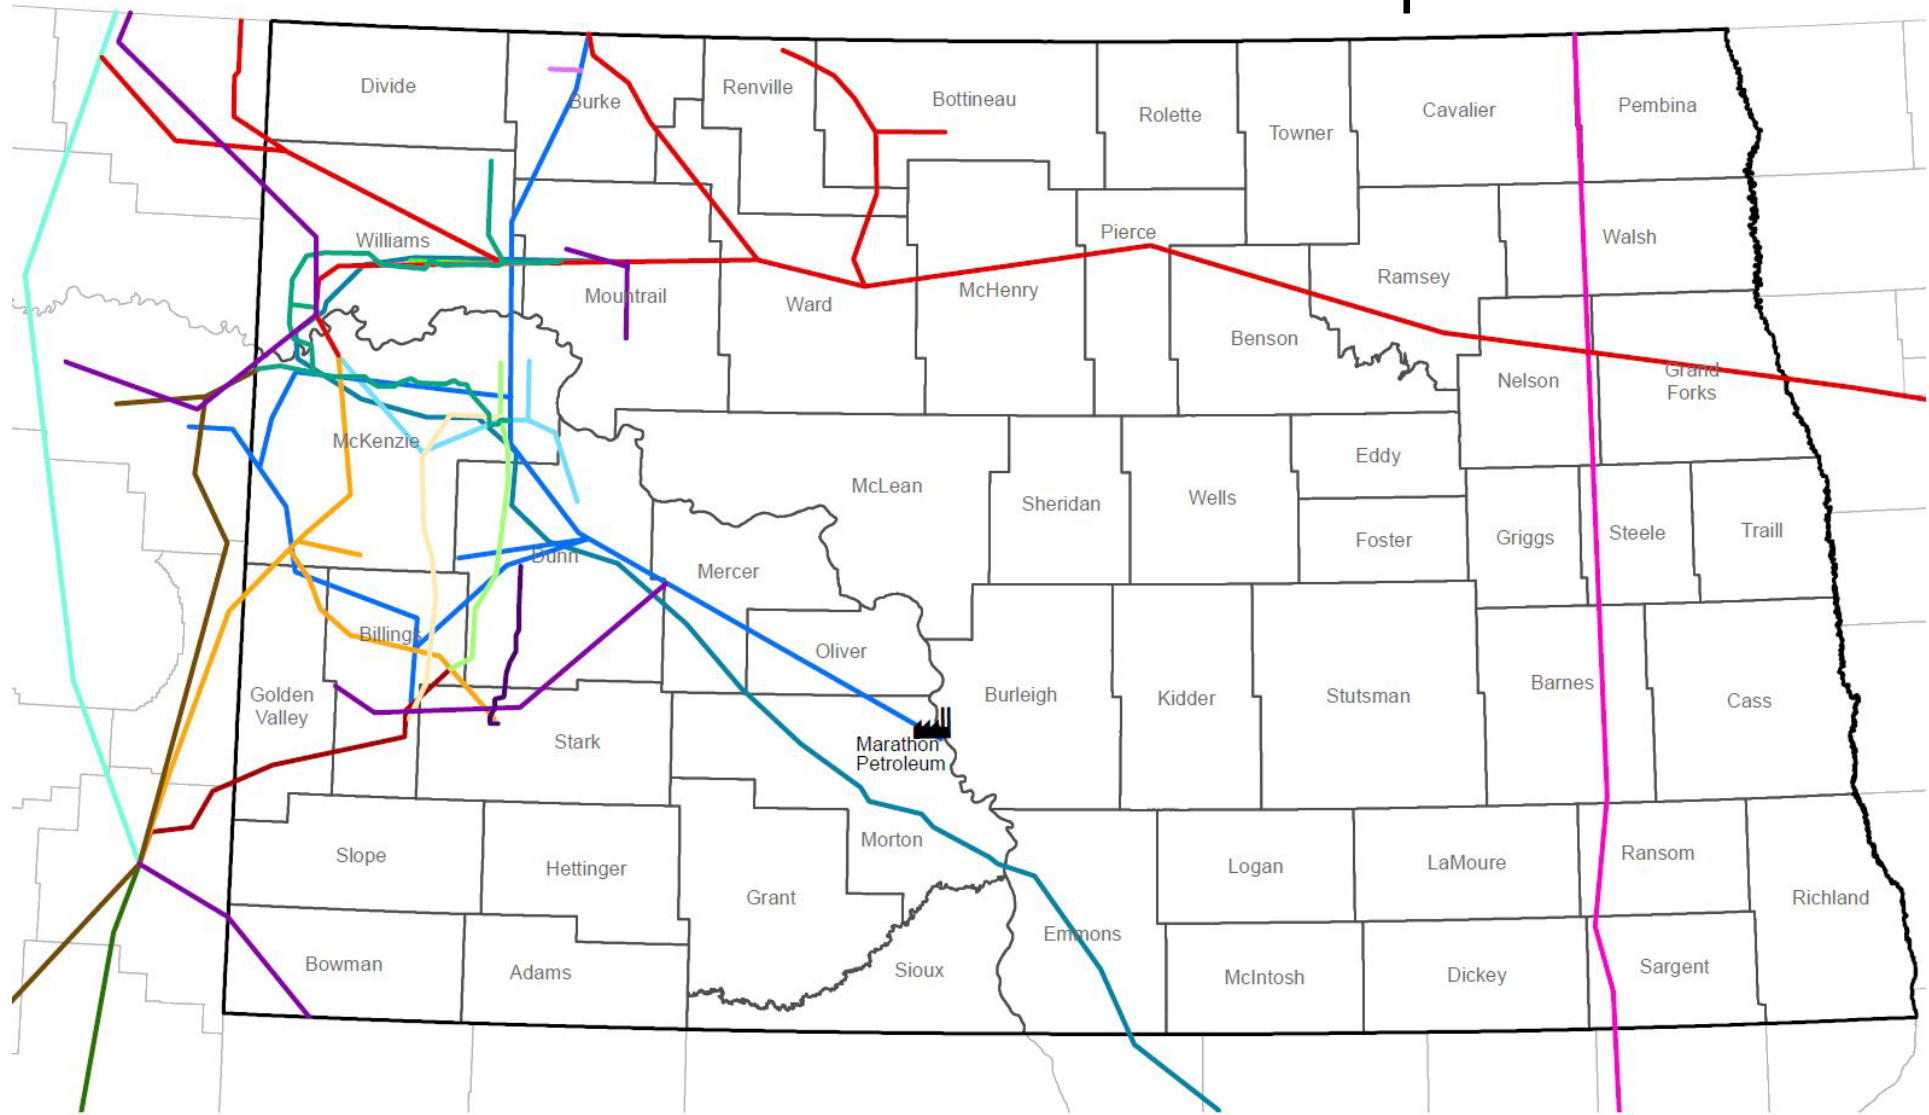 Divide
Burke
Renville
Bottineau
Rolette
Towner
Cavalier
Pembina
Williams
Mountrail
Ward
McHenry
Pierce
Ramsey
Walsh
Benson
Nelson
Grand
Forks
McKenzie
McLean
Sheridan
Wells
Eddy
Foster
Griggs
Steele
Traill
Dunn
Mercer
Billings
Oliver
Golden
Valley
Stark
Marathon
Petroleum
Burleigh
Kidder
Stutsman
Barnes
Cass
Slope
Hettinger
Grant
Morton
Emmons
Logan
LaMoure
Ransom
Richland
Bowman
Adams
Sioux
McIntosh
Dickey
Sargent